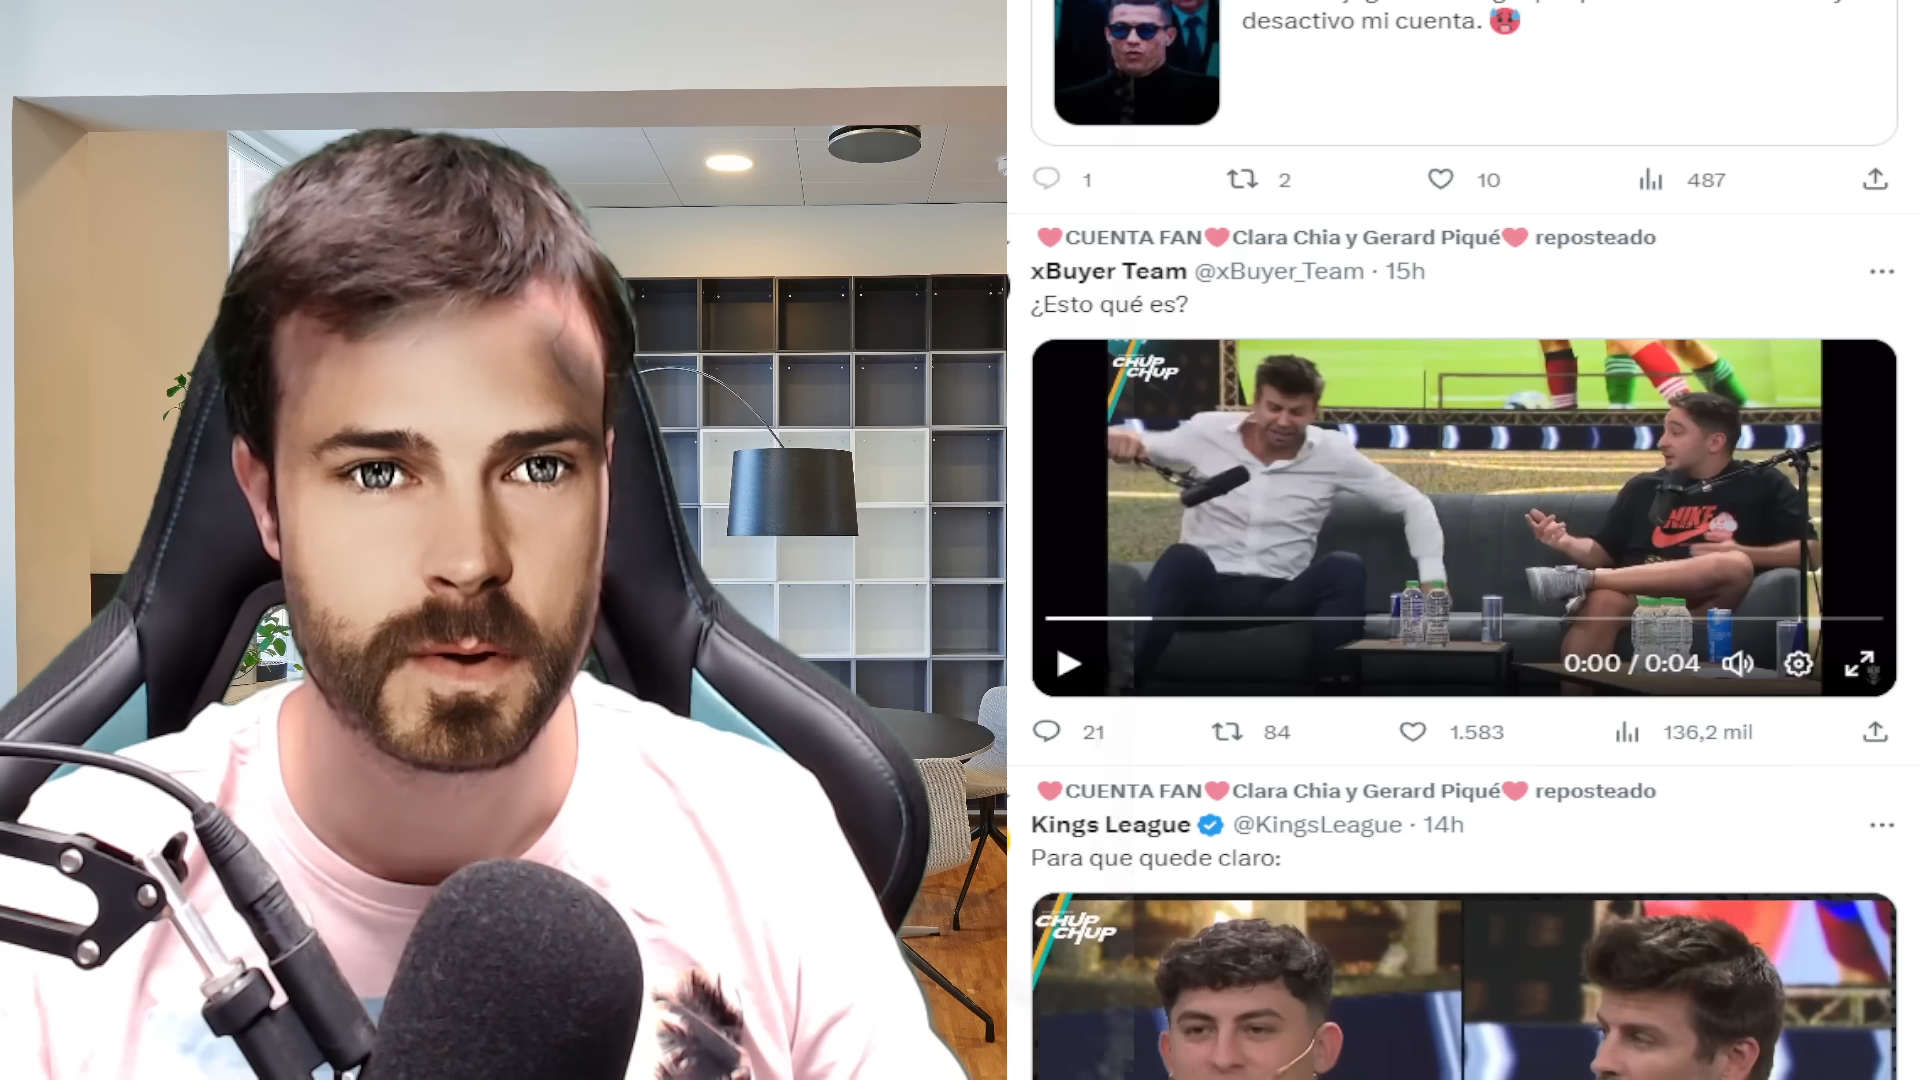 desactivo mi cuenta. 🥵
1 2 10 487
❤CUENTA FAN❤Clara Chia y Gerard Piqué❤ reposteado
xBuyer Team @xBuyer_Team · 15h
¿Esto qué es?
CHUP
CHUP
NIKE
0:00 / 0:04
21 84 1.583 136,2 mil
❤CUENTA FAN❤Clara Chia y Gerard Piqué❤ reposteado
Kings League @KingsLeague · 14h
Para que quede claro:
CHUP
CHUP